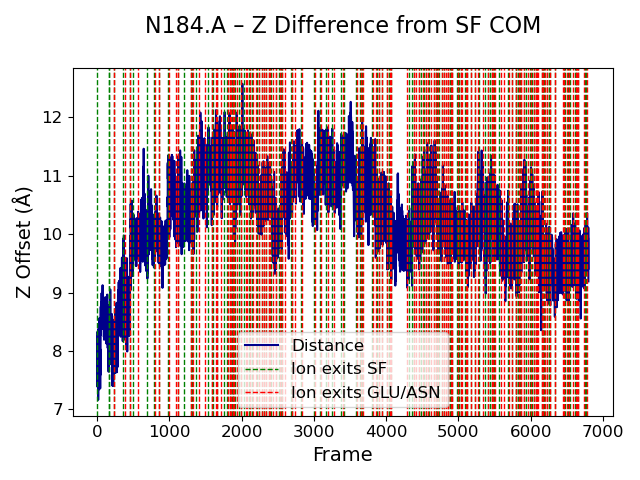 N184.A – Z Difference from SF COM
Z Offset (Å)
12
11
10
9
8
7
Distance
Ion exits SF
Ion exits GLU/ASN
0 1000 2000 3000 4000 5000 6000 7000
Frame